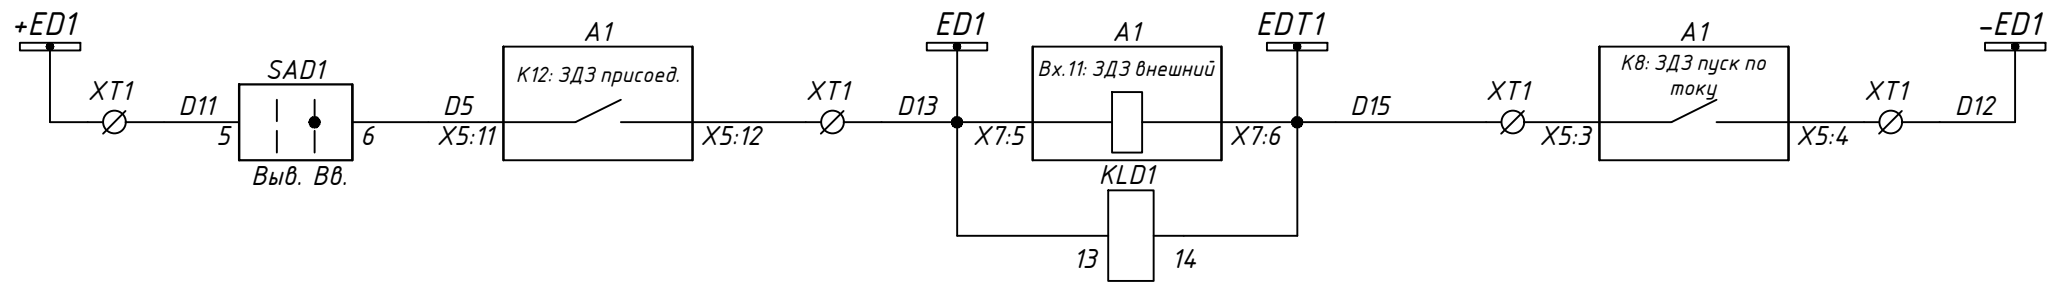 +ED1
ED1
EDT1
-ED1
A1
A1
A1
SAD1
К12: ЗДЗ присоед.
Вх.11: ЗДЗ внешний
К8: ЗДЗ пуск по
току
XT1
D11
D5
XT1
D13
D15
XT1
XT1
D12
5
6
X5:11
X5:12
X7:5
X7:6
X5:3
X5:4
Выв. Вв.
KLD1
13
14